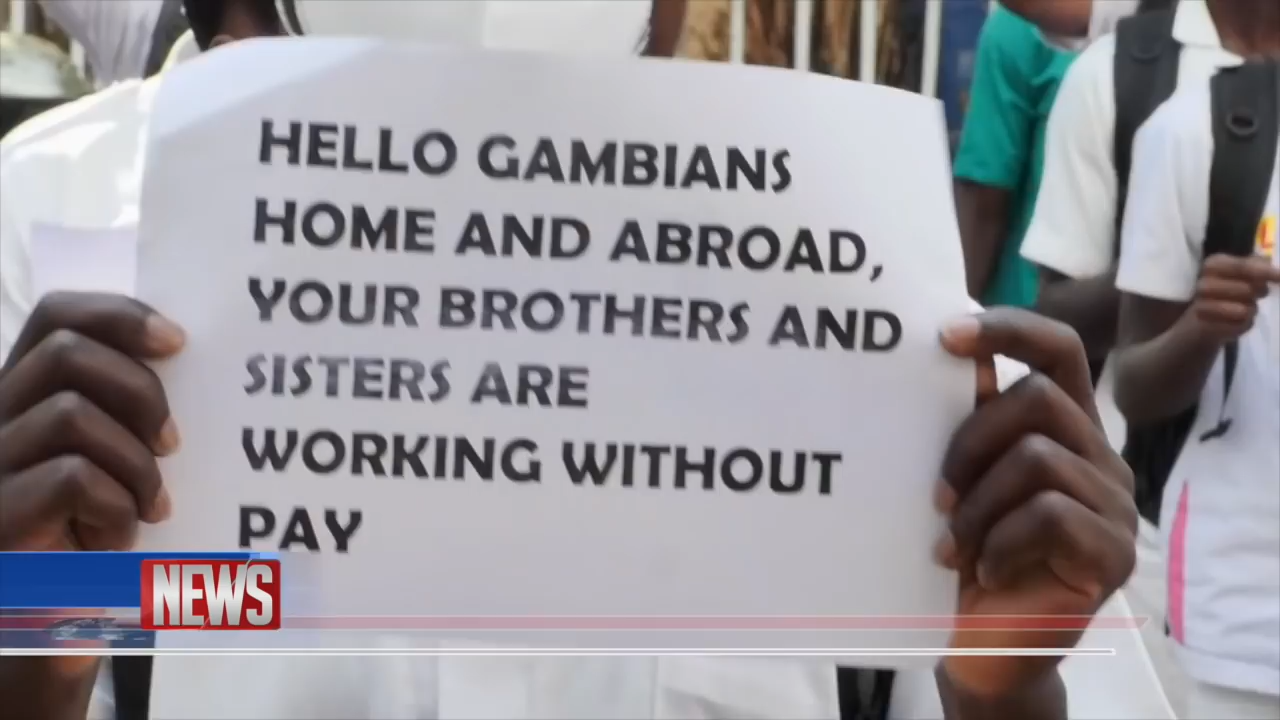 HELLO GAMBIANS
HOME AND ABROAD,
YOUR BROTHERS AND
SISTERS ARE
WORKING WITHOUT
PAY
NEWS